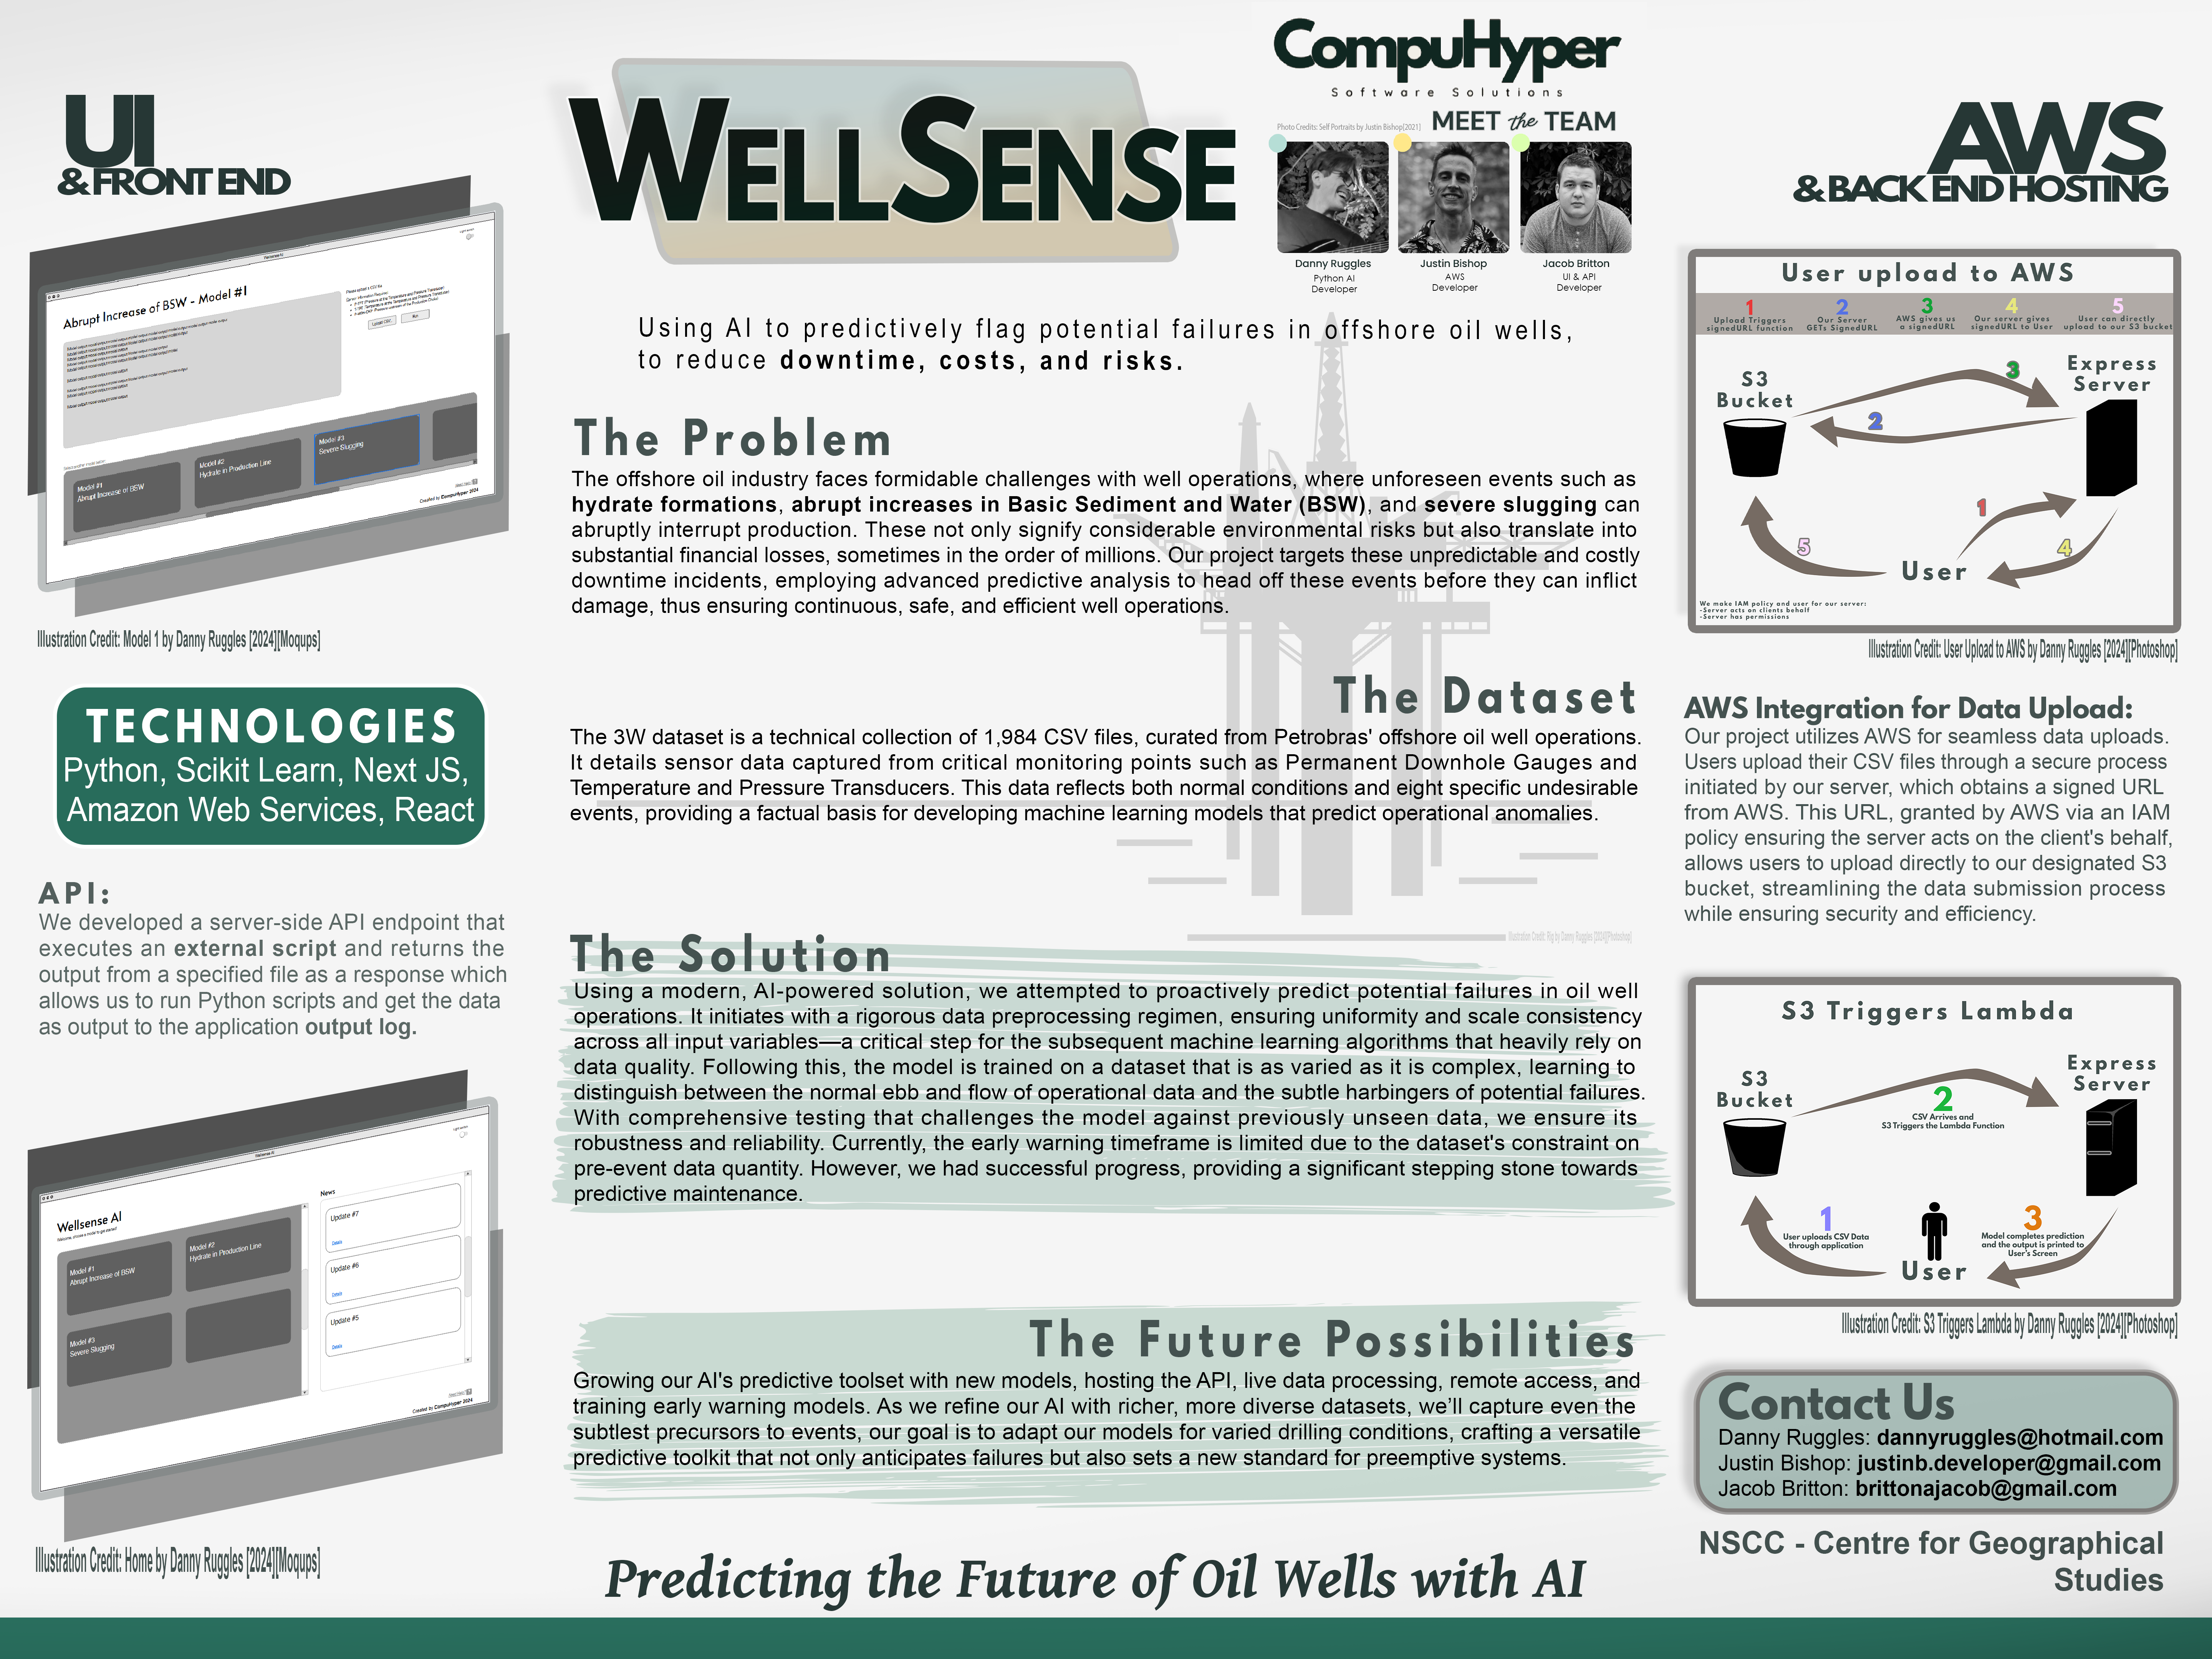 UI
& FRONT END
Wellsense AI
Abrupt Increase of BSW - Model #1
Please upload a CSV file
Model #1
Abrupt Increase of BSW
Model #2
Hydrate in Production Line
Model #3
Severe Slugging
Created by CompuHyper 2024
Illustration Credit: Model 1 by Danny Ruggles [2024][Moqups]
TECHNOLOGIES
Python, Scikit Learn, Next JS,
Amazon Web Services, React
API:
We developed a server-side API endpoint that
executes an external script and returns the
output from a specified file as a response which
allows us to run Python scripts and get the data
as output to the application output log.
Wellsense AI
Wellsense AI
Welcome, choose a model to get started!
Model #1
Abrupt Increase of BSW
Model #2
Hydrate in Production Line
Model #3
Severe Slugging
News
Update #7
Details
Update #6
Details
Update #5
Details
Created by CompuHyper 2024
Illustration Credit: Home by Danny Ruggles [2024][Moqups]
WELLSENSE
CompuHyper
Software Solutions
Photo Credits: Self Portraits by Justin Bishop[2021]
MEET the TEAM
Danny Ruggles
Python AI
Developer
Justin Bishop
AWS
Developer
Jacob Britton
UI & API
Developer
Using AI to predictively flag potential failures in offshore oil wells,
to reduce downtime, costs, and risks.
The Problem
The offshore oil industry faces formidable challenges with well operations, where unforeseen events such as
hydrate formations, abrupt increases in Basic Sediment and Water (BSW), and severe slugging can
abruptly interrupt production. These not only signify considerable environmental risks but also translate into
substantial financial losses, sometimes in the order of millions. Our project targets these unpredictable and costly
downtime incidents, employing advanced predictive analysis to head off these events before they can inflict
damage, thus ensuring continuous, safe, and efficient well operations.
The Dataset
The 3W dataset is a technical collection of 1,984 CSV files, curated from Petrobras' offshore oil well operations.
It details sensor data captured from critical monitoring points such as Permanent Downhole Gauges and
Temperature and Pressure Transducers. This data reflects both normal conditions and eight specific undesirable
events, providing a factual basis for developing machine learning models that predict operational anomalies.
Illustration Credit: Rig by Danny Ruggles [2024][Photoshop]
The Solution
Using a modern, AI-powered solution, we attempted to proactively predict potential failures in oil well
operations. It initiates with a rigorous data preprocessing regimen, ensuring uniformity and scale consistency
across all input variables—a critical step for the subsequent machine learning algorithms that heavily rely on
data quality. Following this, the model is trained on a dataset that is as varied as it is complex, learning to
distinguish between the normal ebb and flow of operational data and the subtle harbingers of potential failures.
With comprehensive testing that challenges the model against previously unseen data, we ensure its
robustness and reliability. Currently, the early warning timeframe is limited due to the dataset's constraint on
pre-event data quantity. However, we had successful progress, providing a significant stepping stone towards
predictive maintenance.
The Future Possibilities
Growing our AI's predictive toolset with new models, hosting the API, live data processing, remote access, and
training early warning models. As we refine our AI with richer, more diverse datasets, we'll capture even the
subtlest precursors to events, our goal is to adapt our models for varied drilling conditions, crafting a versatile
predictive toolkit that not only anticipates failures but also sets a new standard for preemptive systems.
Predicting the Future of Oil Wells with AI
AWS
& BACK END HOSTING
User upload to AWS
1
Upload Triggers
signedURL function
2
Our Server
GETs SignedURL
3
AWS gives us
a signedURL
4
Our server gives
signedURL to User
5
User can directly
upload to our S3 bucket
S3
Bucket
Express
Server
3
2
1
4
5
User
We make IAM policy and user for our server:
-Server acts on clients behalf
-Server has permissions
Illustration Credit: User Upload to AWS by Danny Ruggles [2024][Photoshop]
AWS Integration for Data Upload:
Our project utilizes AWS for seamless data uploads.
Users upload their CSV files through a secure process
initiated by our server, which obtains a signed URL
from AWS. This URL, granted by AWS via an IAM
policy ensuring the server acts on the client's behalf,
allows users to upload directly to our designated S3
bucket, streamlining the data submission process
while ensuring security and efficiency.
S3 Triggers Lambda
S3
Bucket
Express
Server
2
CSV Arrives and
S3 Triggers the Lambda Function
1
User uploads CSV Data
through application
3
Model completes prediction
and the output is printed to
User's Screen
User
Illustration Credit: S3 Triggers Lambda by Danny Ruggles [2024][Photoshop]
Contact Us
Danny Ruggles: dannyruggles@hotmail.com
Justin Bishop: justinb.developer@gmail.com
Jacob Britton: brittonajacob@gmail.com
NSCC - Centre for Geographical
Studies